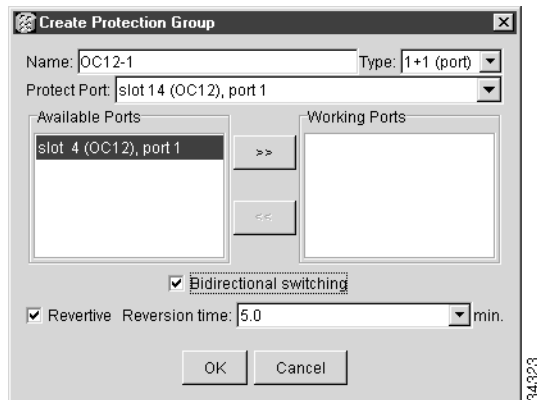 Create Protection Group
Name: OC12-1 Type: 1+1 (port)
Protect Port: slot 14 (OC12), port 1
Available Ports Working Ports
slot 4 (OC12), port 1
>>
<<
Bidirectional switching
Revertive Reversion time: 5.0 min.
OK Cancel
34323